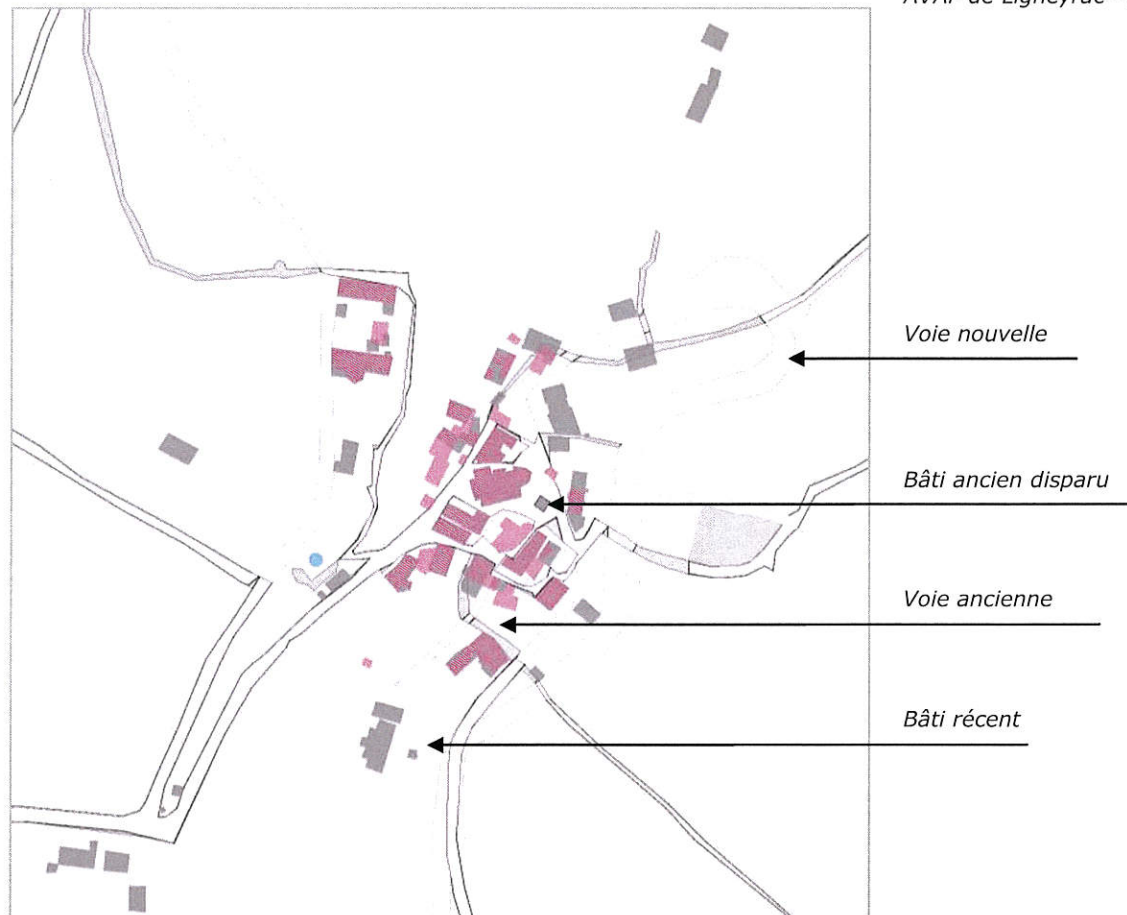 AVAP de Ligneyrac
Voie nouvelle
Bâti ancien disparu
Voie ancienne
Bâti récent